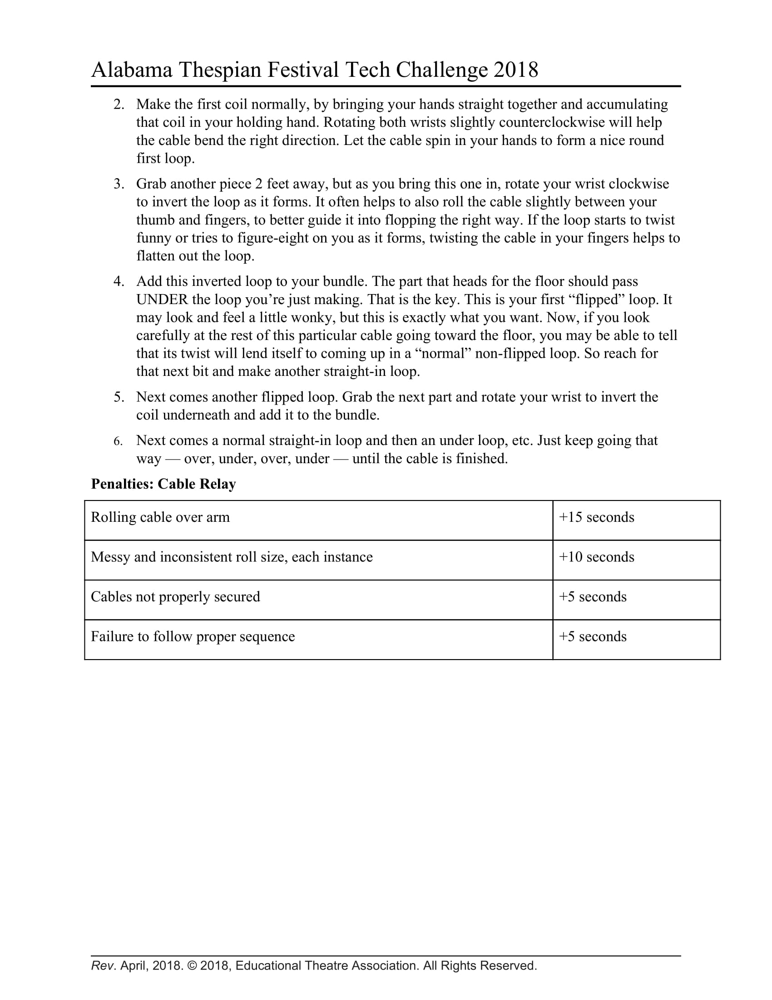 Alabama Thespian Festival Tech Challenge 2018
2. Make the first coil normally, by bringing your hands straight together and accumulating
that coil in your holding hand. Rotating both wrists slightly counterclockwise will help
the cable bend the right direction. Let the cable spin in your hands to form a nice round
first loop.
3. Grab another piece 2 feet away, but as you bring this one in, rotate your wrist clockwise
to invert the loop as it forms. It often helps to also roll the cable slightly between your
thumb and fingers, to better guide it into flopping the right way. If the loop starts to twist
funny or tries to figure-eight on you as it forms, twisting the cable in your fingers helps to
flatten out the loop.
4. Add this inverted loop to your bundle. The part that heads for the floor should pass
UNDER the loop you’re just making. That is the key. This is your first “flipped” loop. It
may look and feel a little wonky, but this is exactly what you want. Now, if you look
carefully at the rest of this particular cable going toward the floor, you may be able to tell
that its twist will lend itself to coming up in a “normal” non-flipped loop. So reach for
that next bit and make another straight-in loop.
5. Next comes another flipped loop. Grab the next part and rotate your wrist to invert the
coil underneath and add it to the bundle.
6. Next comes a normal straight-in loop and then an under loop, etc. Just keep going that
way — over, under, over, under — until the cable is finished.
Penalties: Cable Relay
Rolling cable over arm +15 seconds
Messy and inconsistent roll size, each instance +10 seconds
Cables not properly secured +5 seconds
Failure to follow proper sequence +5 seconds
Rev. April, 2018. © 2018, Educational Theatre Association. All Rights Reserved.